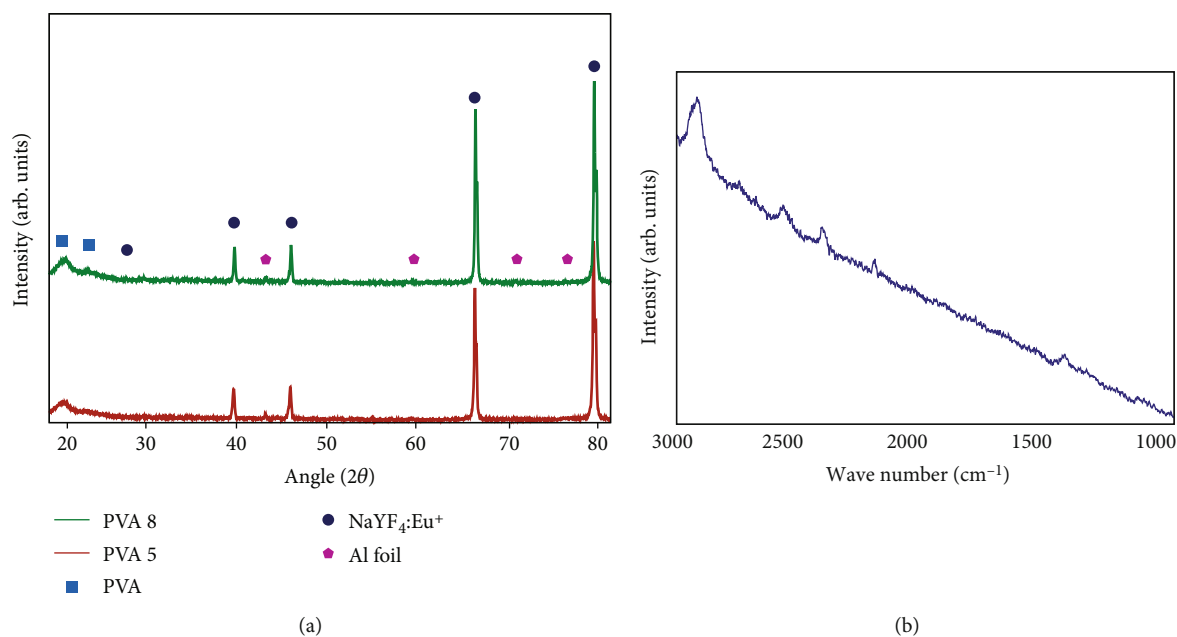 Intensity (arb. units)
20 30 40 50 60 70 80
Angle (2θ)
PVA 8
PVA 5
PVA
NaYF₄:Eu⁺
Al foil
(a)
Intensity (arb. units)
3000 2500 2000 1500 1000
Wave number (cm⁻¹)
(b)